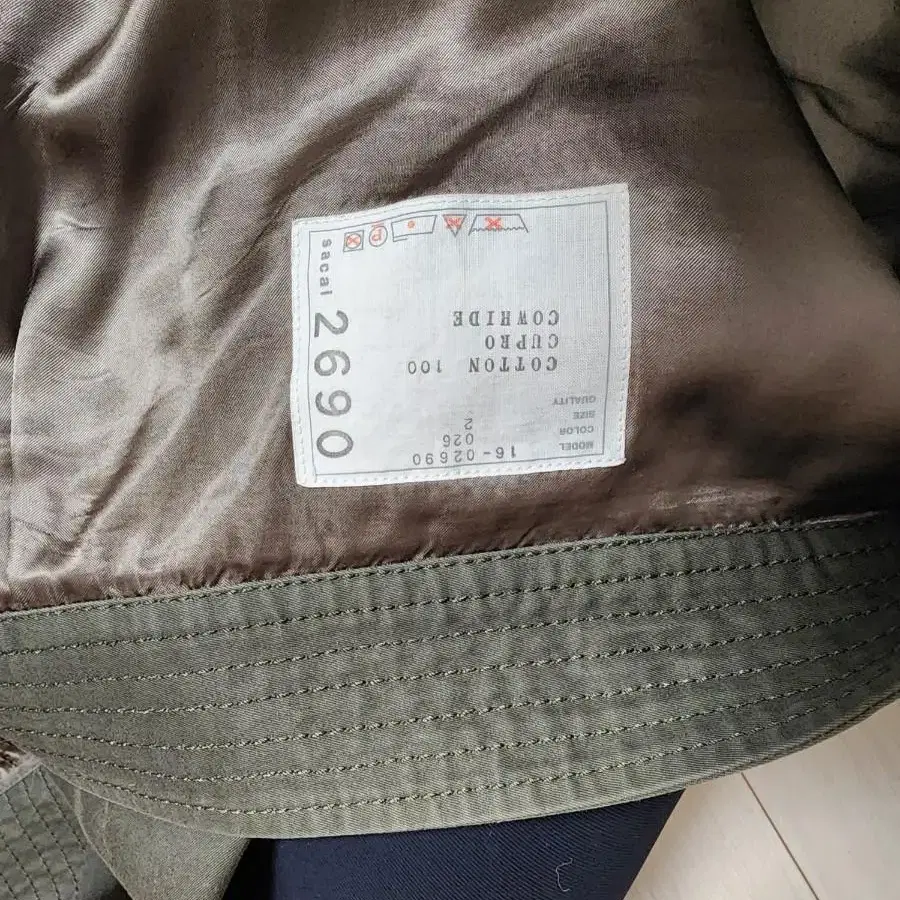 MODEL 16-02690
COLOR 026
SIZE 2
QUALITY
COTTON 100
CUPRO
COWHIDE
P
sacai 2690